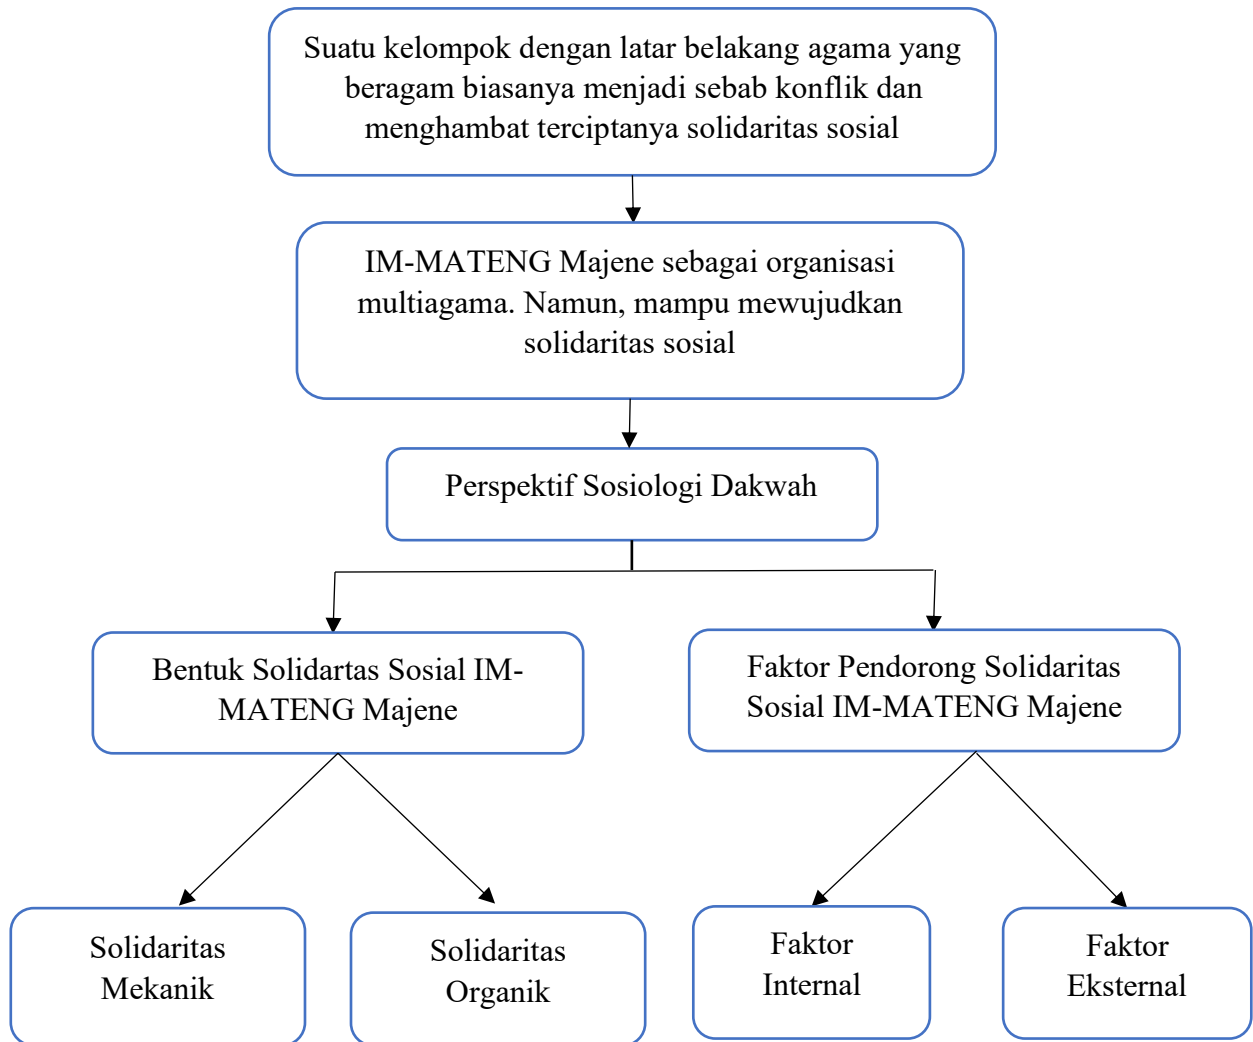 Suatu kelompok dengan latar belakang agama yang
beragam biasanya menjadi sebab konflik dan
menghambat terciptanya solidaritas sosial
IM-MATENG Majene sebagai organisasi
multiagama. Namun, mampu mewujudkan
solidaritas sosial
Perspektif Sosiologi Dakwah
Bentuk Solidartas Sosial IM-
MATENG Majene
Faktor Pendorong Solidaritas
Sosial IM-MATENG Majene
Solidaritas
Mekanik
Solidaritas
Organik
Faktor
Internal
Faktor
Eksternal